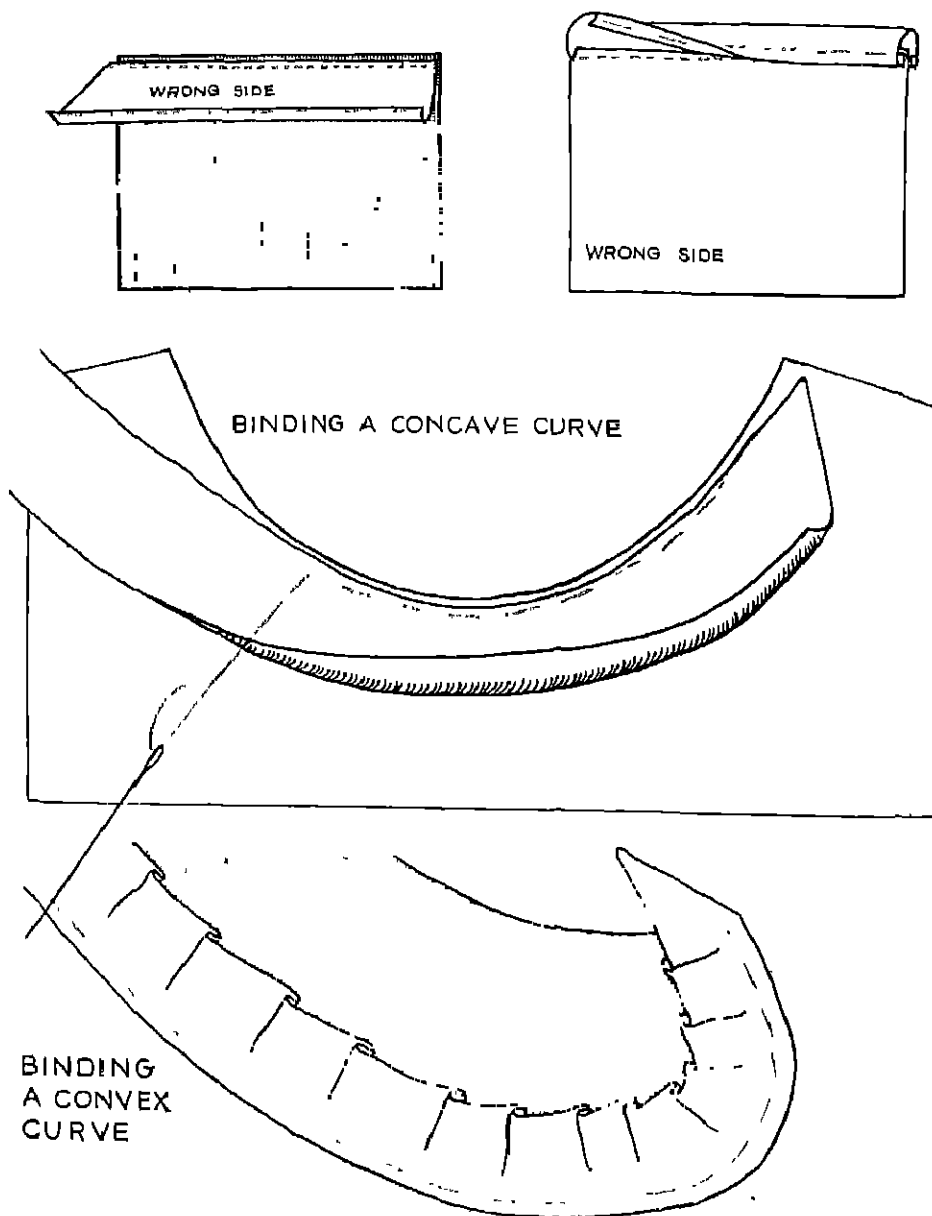 WRONG SIDE
WRONG SIDE
BINDING A CONCAVE CURVE
BINDING
A CONVEX
CURVE